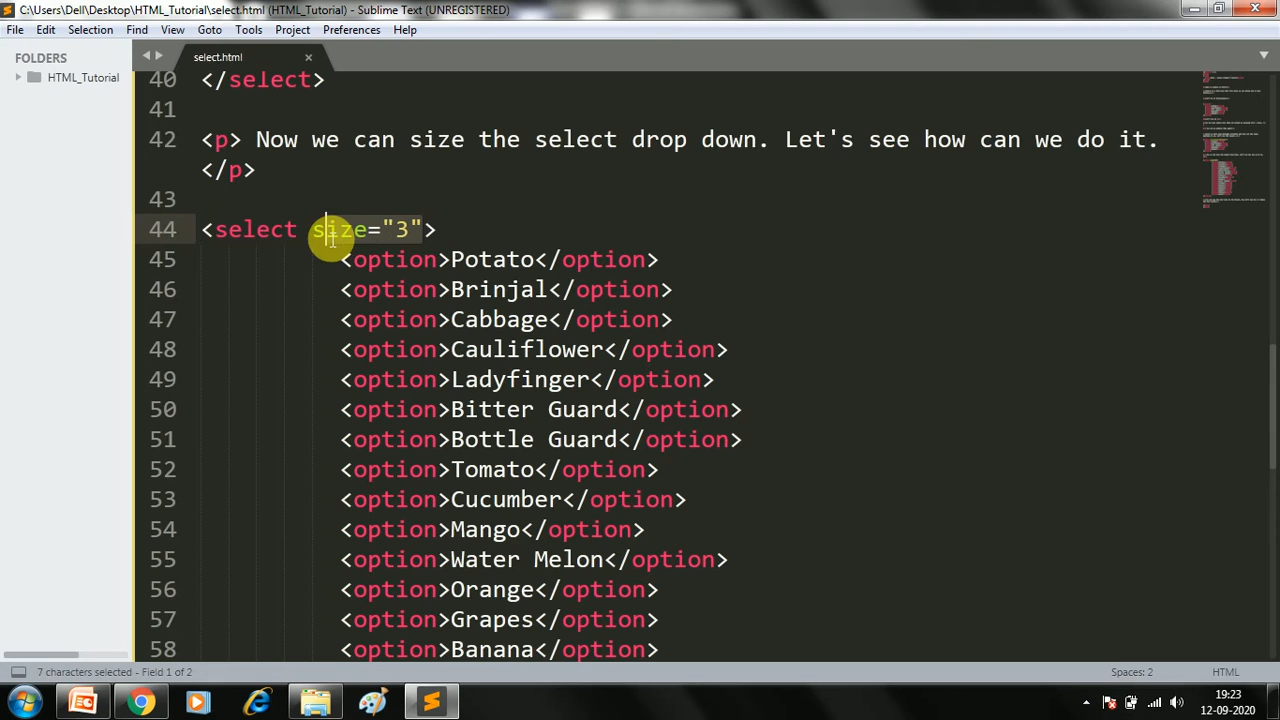 C:\Users\Dell\Desktop\HTML_Tutorial\select.html (HTML_Tutorial) - Sublime Text (UNREGISTERED)
File Edit Selection Find View Goto Tools Project Preferences Help
FOLDERS
HTML_Tutorial
select.html
40 </select>
41
42 <p> Now we can size the select drop down. Let's see how can we do it.
</p>
43
44 <select size="3">
45 <option>Potato</option>
46 <option>Brinjal</option>
47 <option>Cabbage</option>
48 <option>Cauliflower</option>
49 <option>Ladyfinger</option>
50 <option>Bitter Guard</option>
51 <option>Bottle Guard</option>
52 <option>Tomato</option>
53 <option>Cucumber</option>
54 <option>Mango</option>
55 <option>Water Melon</option>
56 <option>Orange</option>
57 <option>Grapes</option>
58 <option>Banana</option>
7 characters selected - Field 1 of 2
Spaces: 2
HTML
19:23
12-09-2020